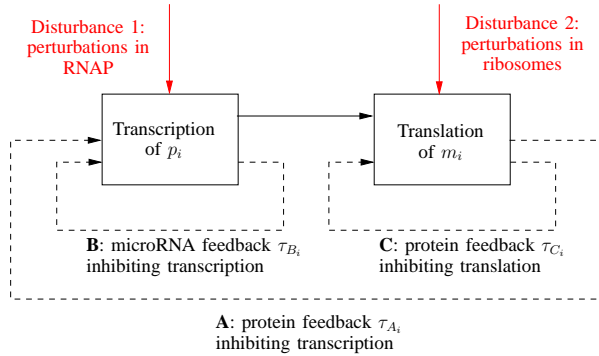 Disturbance 1:
perturbations in
RNAP
Disturbance 2:
perturbations in
ribosomes
Transcription
of p_i
Translation
of m_i
B: microRNA feedback τ_{B_i}
inhibiting transcription
C: protein feedback τ_{C_i}
inhibiting translation
A: protein feedback τ_{A_i}
inhibiting transcription